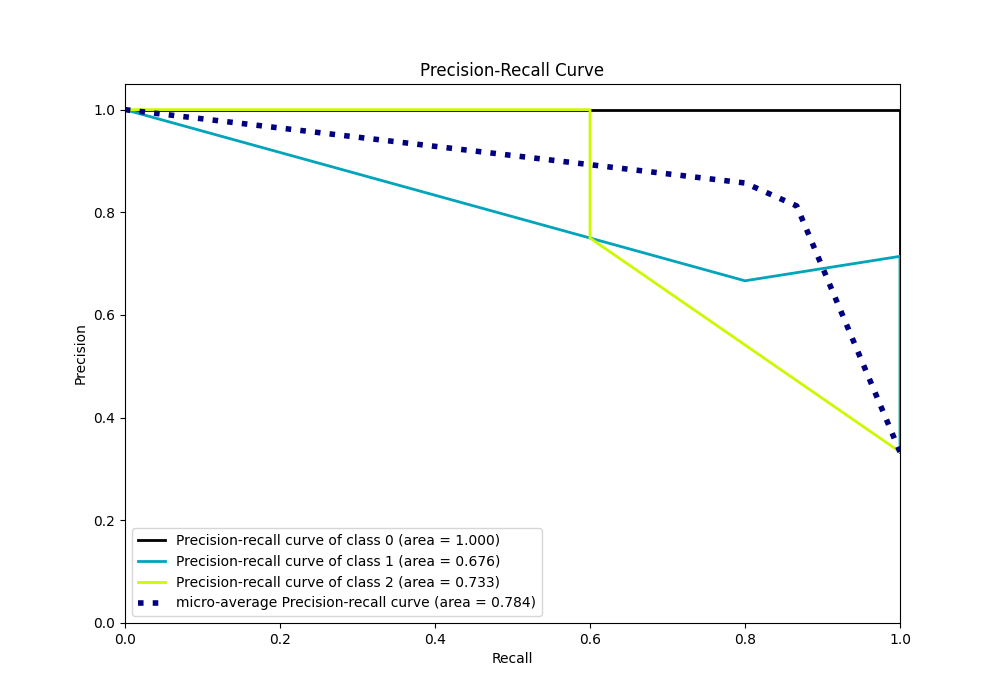 Precision-Recall Curve
1.0
0.8
0.6
0.4
0.2
0.0
Precision
Precision-recall curve of class 0 (area = 1.000)
Precision-recall curve of class 1 (area = 0.676)
Precision-recall curve of class 2 (area = 0.733)
micro-average Precision-recall curve (area = 0.784)
0.0 0.2 0.4 0.6 0.8 1.0
Recall